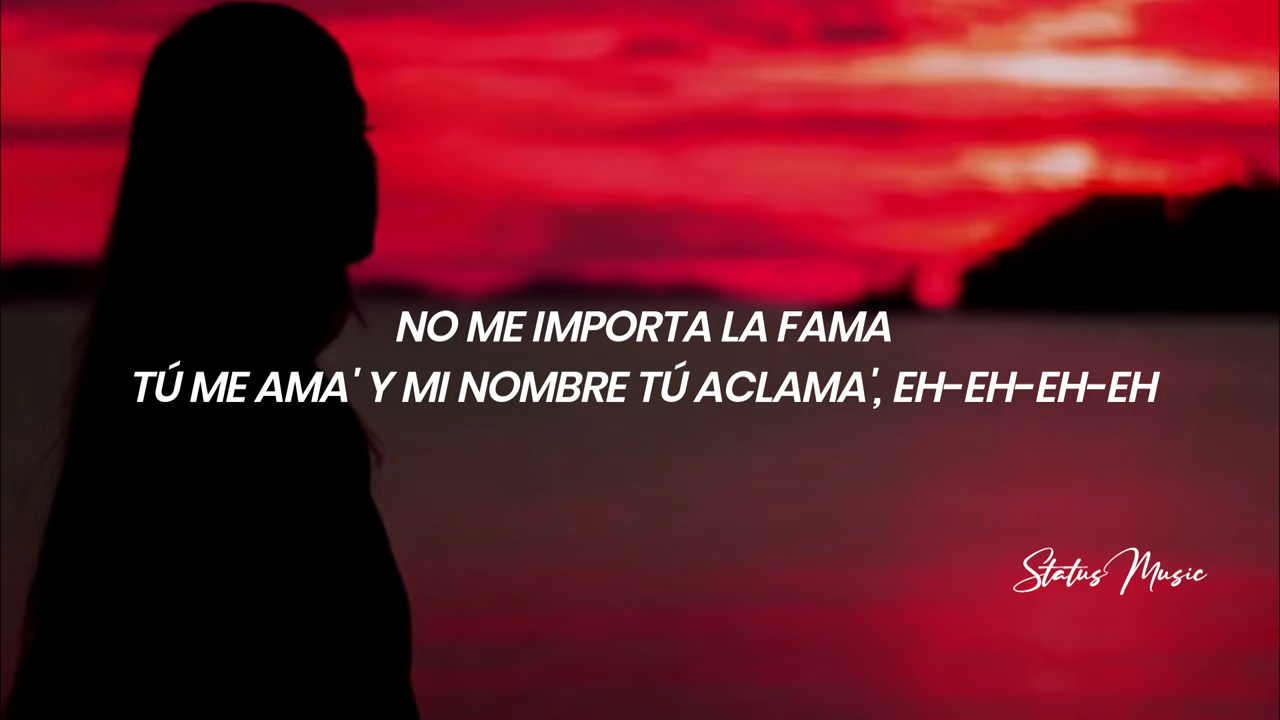 NO ME IMPORTA LA FAMA
TÚ ME AMA' Y MI NOMBRE TÚ ACLAMA', EH-EH-EH-EH
Status Music